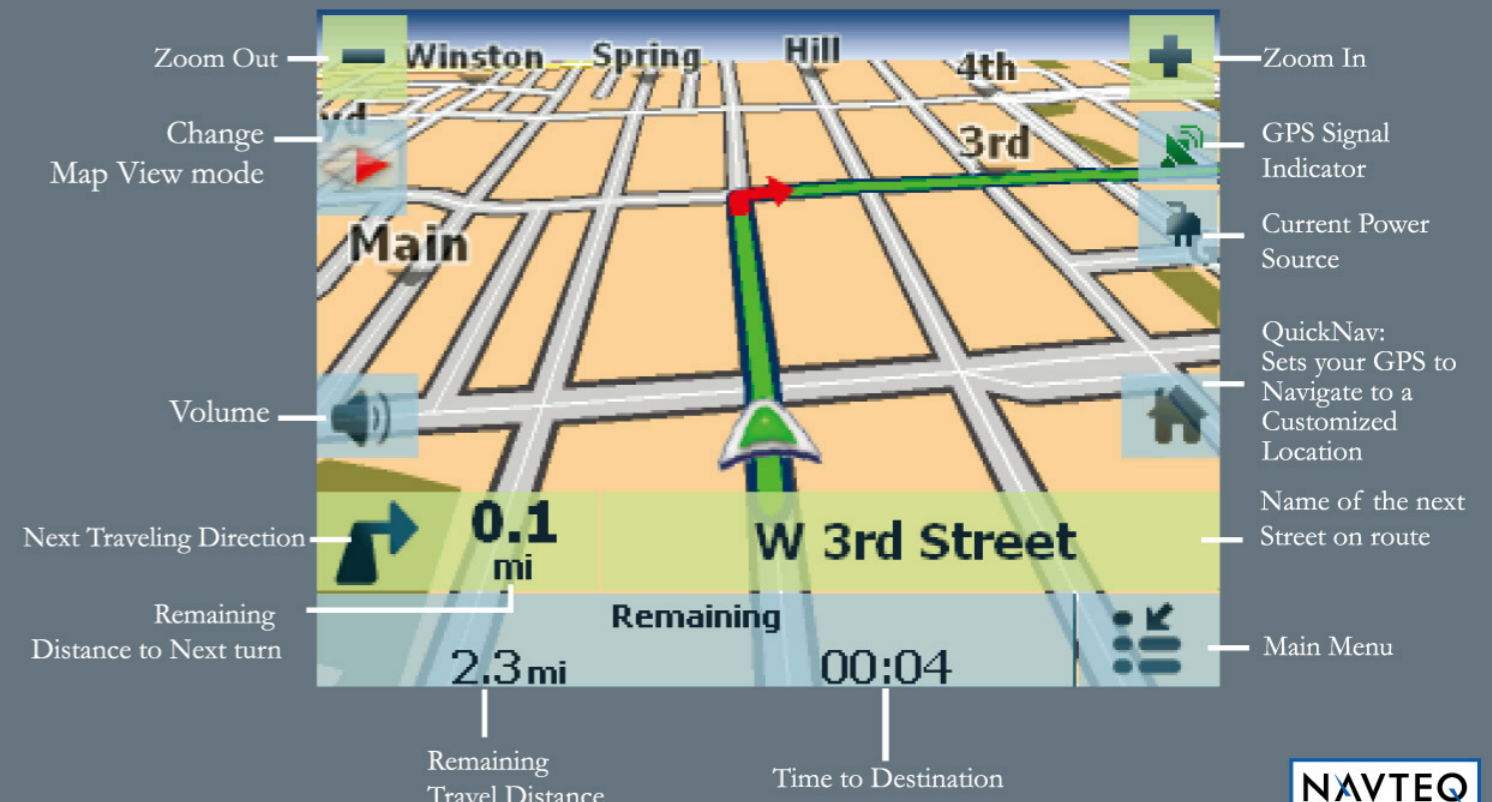 Zoom Out
Winston
Spring
Hill
4th
Zoom In
Change
Map View mode
yd
3rd
GPS Signal
Indicator
Main
Current Power
Source
Volume
QuickNav:
Sets your GPS to
Navigate to a
Customized
Location
Next Traveling Direction
0.1
mi
W 3rd Street
Name of the next
Street on route
Remaining
Distance to Next turn
Remaining
2.3 mi
00:04
Main Menu
Remaining
Travel Distance
Time to Destination
NAVTEQ